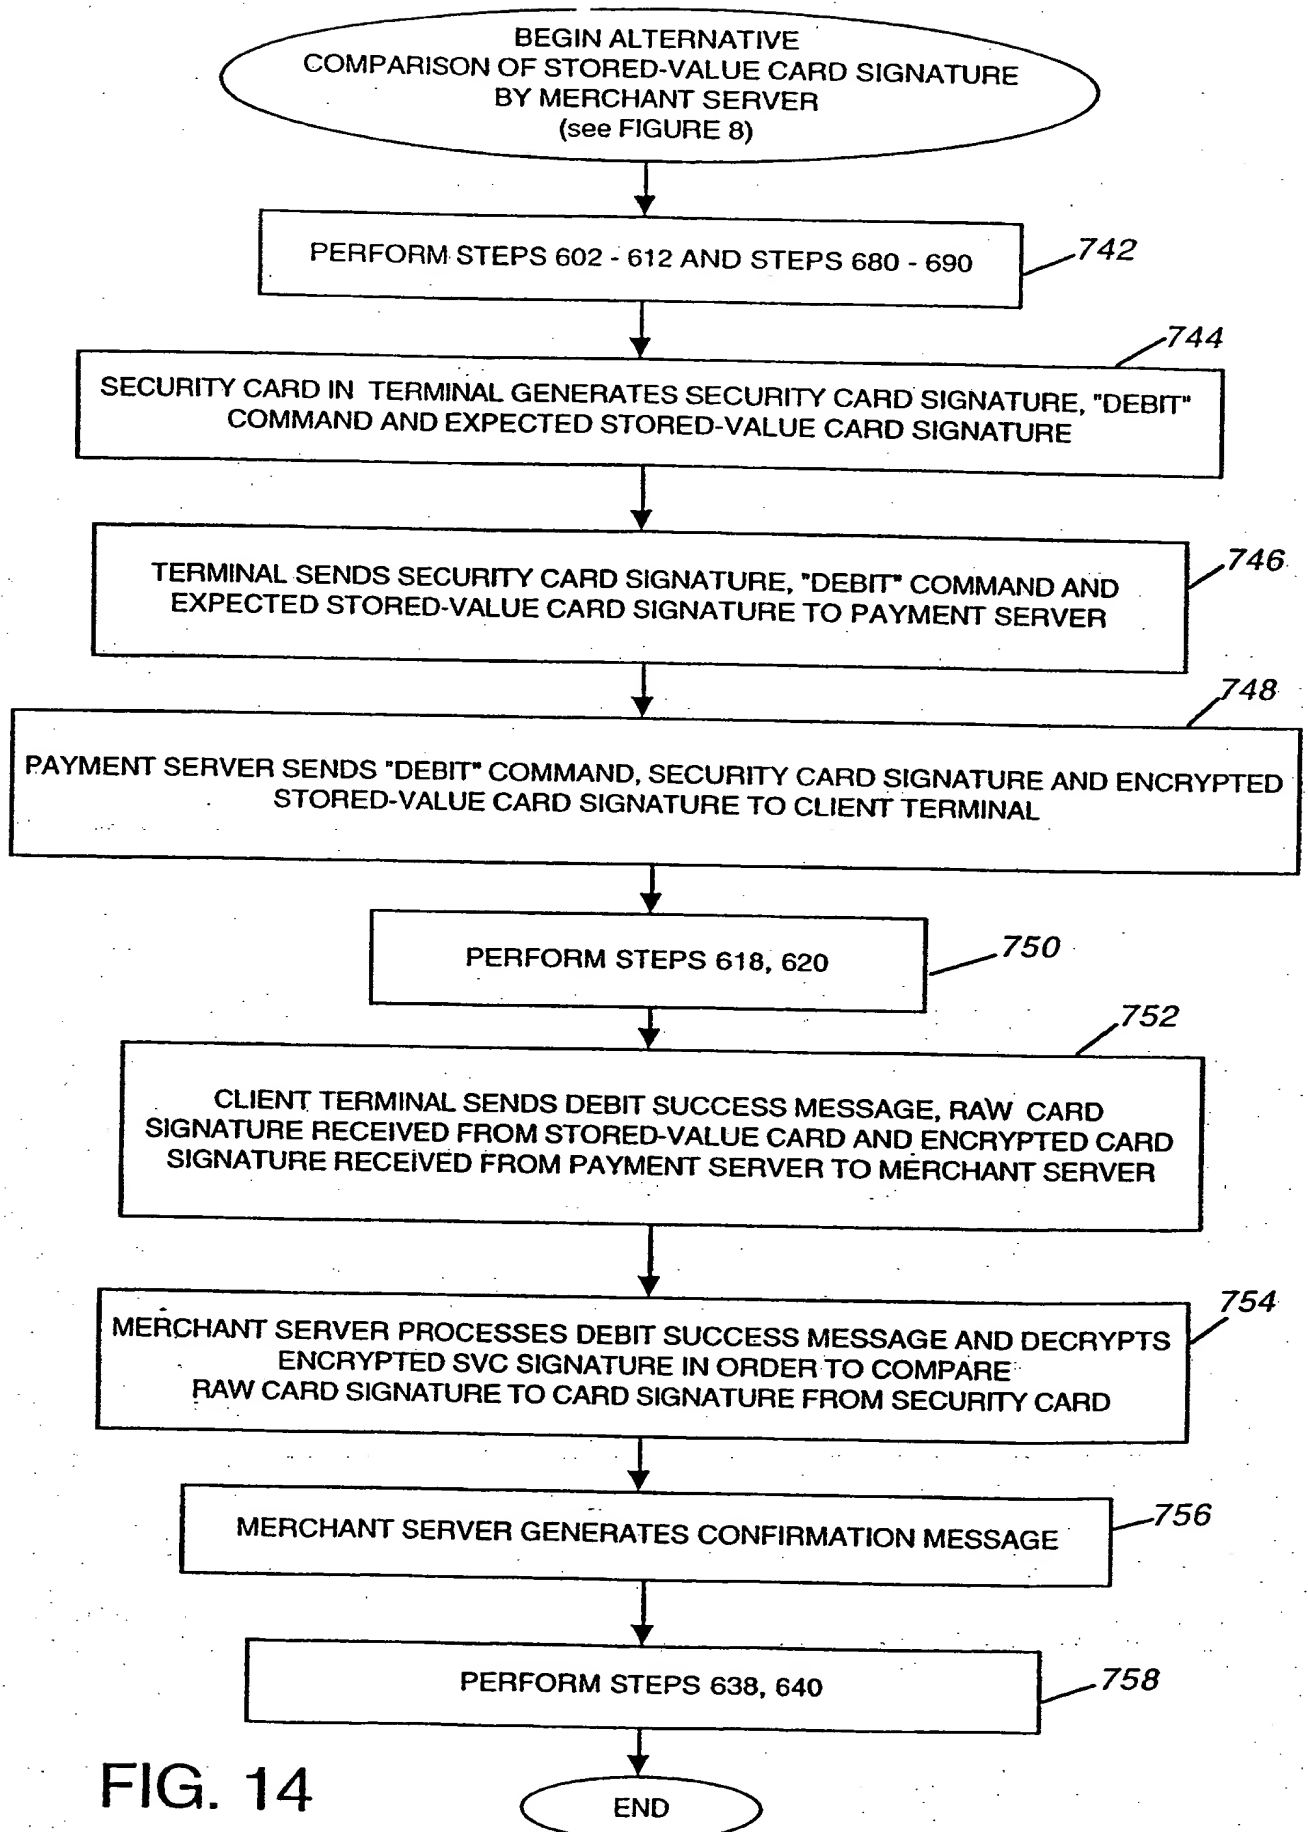 BEGIN ALTERNATIVE
COMPARISON OF STORED-VALUE CARD SIGNATURE
BY MERCHANT SERVER
(see FIGURE 8)
PERFORM STEPS 602 - 612 AND STEPS 680 - 690
742
744
SECURITY CARD IN TERMINAL GENERATES SECURITY CARD SIGNATURE, "DEBIT"
COMMAND AND EXPECTED STORED-VALUE CARD SIGNATURE
746
TERMINAL SENDS SECURITY CARD SIGNATURE, "DEBIT" COMMAND AND
EXPECTED STORED-VALUE CARD SIGNATURE TO PAYMENT SERVER
748
PAYMENT SERVER SENDS "DEBIT" COMMAND, SECURITY CARD SIGNATURE AND ENCRYPTED
STORED-VALUE CARD SIGNATURE TO CLIENT TERMINAL
PERFORM STEPS 618, 620
750
752
CLIENT TERMINAL SENDS DEBIT SUCCESS MESSAGE, RAW CARD
SIGNATURE RECEIVED FROM STORED-VALUE CARD AND ENCRYPTED CARD
SIGNATURE RECEIVED FROM PAYMENT SERVER TO MERCHANT SERVER
754
MERCHANT SERVER PROCESSES DEBIT SUCCESS MESSAGE AND DECRYPTS
ENCRYPTED SVC SIGNATURE IN ORDER TO COMPARE
RAW CARD SIGNATURE TO CARD SIGNATURE FROM SECURITY CARD
MERCHANT SERVER GENERATES CONFIRMATION MESSAGE
756
PERFORM STEPS 638, 640
758
FIG. 14
END